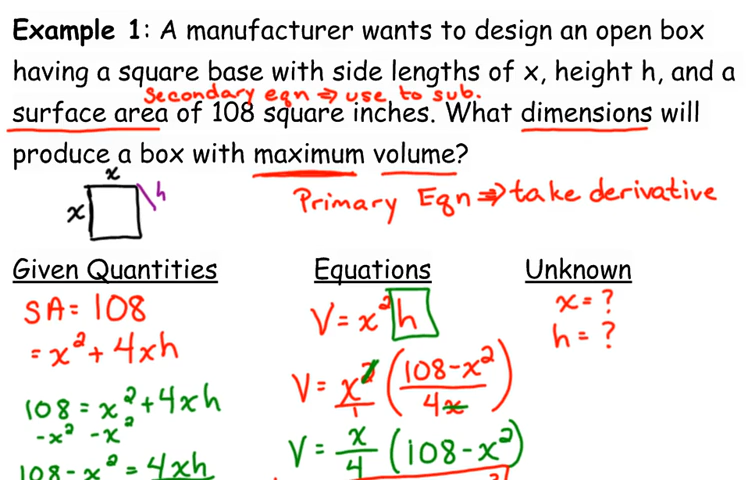 Example 1: A manufacturer wants to design an open box
having a square base with side lengths of x, height h, and a
Secondary eqn ⇒ use to sub.
surface area of 108 square inches. What dimensions will
produce a box with maximum volume?
x
x h
Primary Eqn ⇒ take derivative
Given Quantities Equations Unknown
SA = 108 V = x²h x = ?
= x² + 4xh h = ?
V = x²/1 (108-x²/4x)
108 = x² + 4xh
-x² -x²
V = x/4 (108-x²)
108 - x² = 4xh